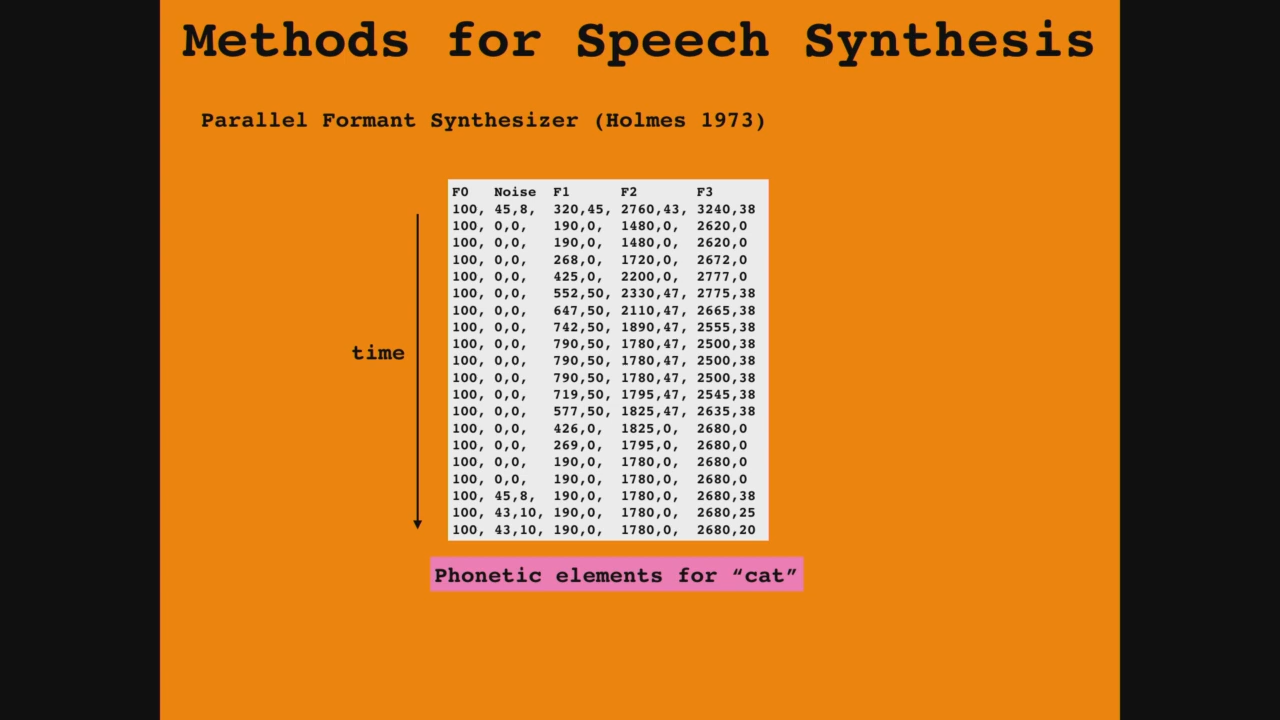 Methods for Speech Synthesis
Parallel Formant Synthesizer (Holmes 1973)
F0 Noise F1 F2 F3
100, 45,8, 320,45, 2760,43, 3240,38
100, 0,0, 190,0, 1480,0, 2620,0
100, 0,0, 190,0, 1480,0, 2620,0
100, 0,0, 268,0, 1720,0, 2672,0
100, 0,0, 425,0, 2200,0, 2777,0
100, 0,0, 552,50, 2330,47, 2775,38
100, 0,0, 647,50, 2110,47, 2665,38
100, 0,0, 742,50, 1890,47, 2555,38
100, 0,0, 790,50, 1780,47, 2500,38
100, 0,0, 790,50, 1780,47, 2500,38
100, 0,0, 790,50, 1780,47, 2500,38
100, 0,0, 719,50, 1795,47, 2545,38
100, 0,0, 577,50, 1825,47, 2635,38
100, 0,0, 426,0, 1825,0, 2680,0
100, 0,0, 269,0, 1795,0, 2680,0
100, 0,0, 190,0, 1780,0, 2680,0
100, 0,0, 190,0, 1780,0, 2680,0
100, 45,8, 190,0, 1780,0, 2680,38
100, 43,10, 190,0, 1780,0, 2680,25
100, 43,10, 190,0, 1780,0, 2680,20
time
Phonetic elements for “cat”